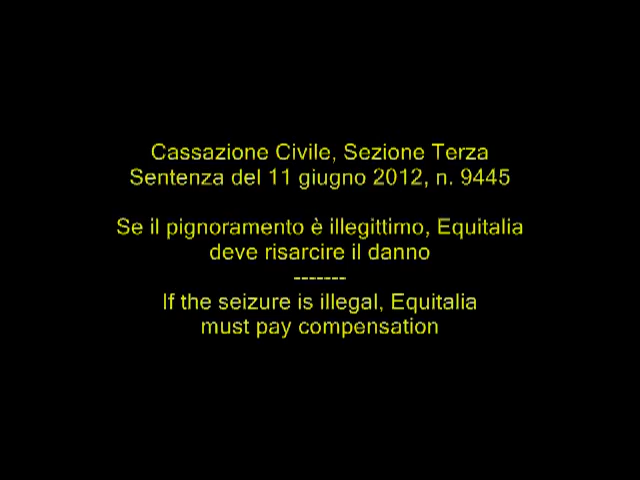 Cassazione Civile, Sezione Terza
Sentenza del 11 giugno 2012, n. 9445
Se il pignoramento è illegittimo, Equitalia
deve risarcire il danno
-------
If the seizure is illegal, Equitalia
must pay compensation